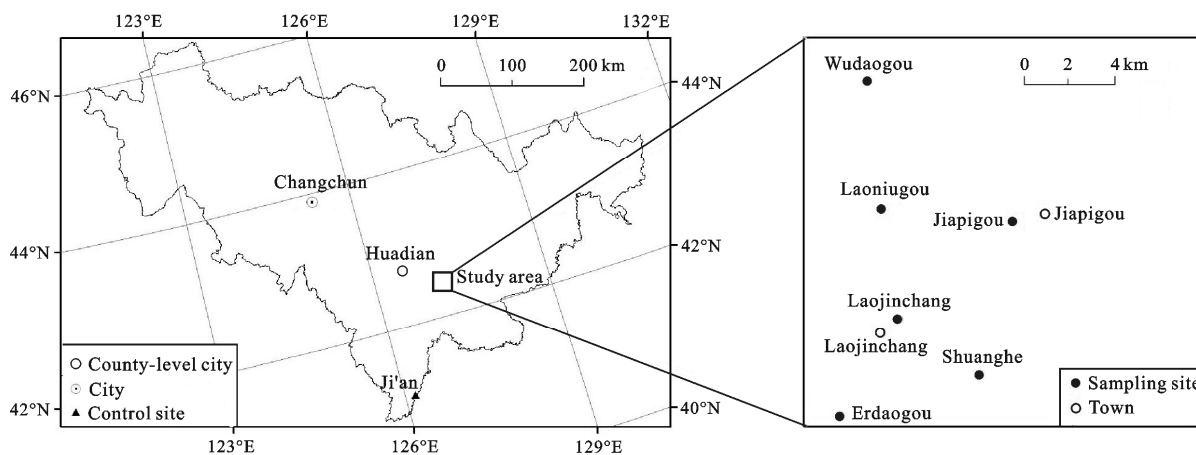 123°E
126°E
129°E
132°E
46°N
44°N
42°N
44°N
42°N
40°N
123°E
126°E
129°E
0 100 200 km
Changchun
Huadian
Study area
Ji'an
County-level city
City
Control site
0 2 4 km
Wudaogou
Laoniugou
Jiapigou
Jiapigou
Laojinchang
Laojinchang
Shuanghe
Erdaogou
Sampling site
Town